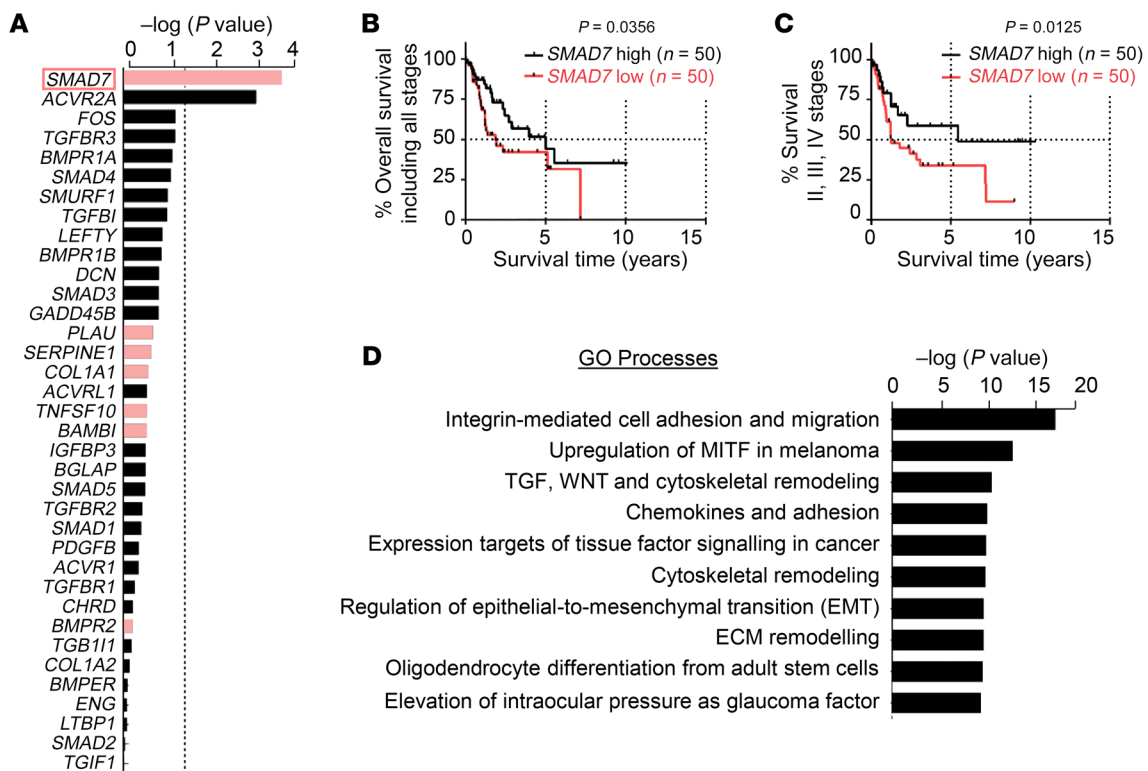 A
–log (P value)
0 1 2 3 4
SMAD7
ACVR2A
FOS
TGFBR3
BMPR1A
SMAD4
SMURF1
TGFBI
LEFTY
BMPR1B
DCN
SMAD3
GADD45B
PLAU
SERPINE1
COL1A1
ACVRL1
TNFSF10
BAMBI
IGFBP3
BGLAP
SMAD5
TGFBR2
SMAD1
PDGFB
ACVR1
TGFBR1
CHRD
BMPR2
TGB1I1
COL1A2
BMPER
ENG
LTBP1
SMAD2
TGIF1
B
P = 0.0356
SMAD7 high (n = 50)
SMAD7 low (n = 50)
% Overall survival
including all stages
100
75
50
25
0
0 5 10 15
Survival time (years)
C
P = 0.0125
SMAD7 high (n = 50)
SMAD7 low (n = 50)
% Survival
II, III, IV stages
100
75
50
25
0
0 5 10 15
Survival time (years)
D
GO Processes
–log (P value)
0 5 10 15 20
Integrin-mediated cell adhesion and migration
Upregulation of MITF in melanoma
TGF, WNT and cytoskeletal remodeling
Chemokines and adhesion
Expression targets of tissue factor signalling in cancer
Cytoskeletal remodeling
Regulation of epithelial-to-mesenchymal transition (EMT)
ECM remodelling
Oligodendrocyte differentiation from adult stem cells
Elevation of intraocular pressure as glaucoma factor